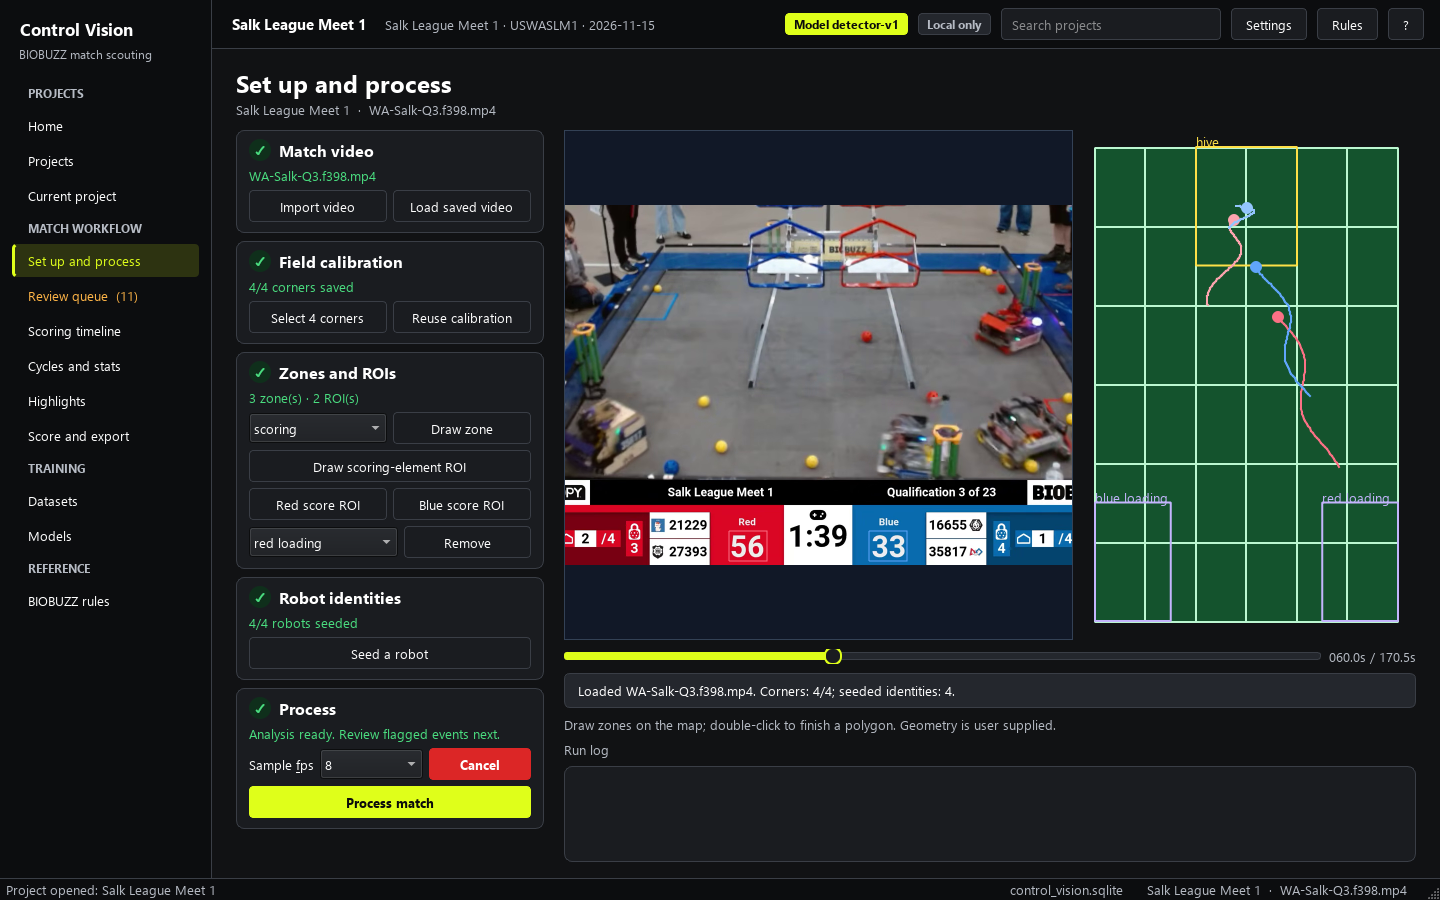 Control Vision
BIOBUZZ match scouting
PROJECTS
Home
Projects
Current project
MATCH WORKFLOW
Set up and process
Review queue (11)
Scoring timeline
Cycles and stats
Highlights
Score and export
TRAINING
Datasets
Models
REFERENCE
BIOBUZZ rules
Salk League Meet 1
Salk League Meet 1 · USWASLM1 · 2026-11-15
Model detector-v1
Local only
Search projects
Settings
Rules
?
Set up and process
Salk League Meet 1 · WA-Salk-Q3.f398.mp4
✓ Match video
WA-Salk-Q3.f398.mp4
Import video
Load saved video
✓ Field calibration
4/4 corners saved
Select 4 corners
Reuse calibration
✓ Zones and ROIs
3 zone(s) · 2 ROI(s)
scoring
Draw zone
Draw scoring-element ROI
Red score ROI
Blue score ROI
red loading
Remove
✓ Robot identities
4/4 robots seeded
Seed a robot
✓ Process
Analysis ready. Review flagged events next.
Sample fps
8
Cancel
Process match
PY
Salk League Meet 1
Qualification 3 of 23
BIOB
2 /4
3
21229
27393
Red
56
1:39
Blue
33
16655
35817
4
1 /4
hive
blue loading
red loading
060.0s / 170.5s
Loaded WA-Salk-Q3.f398.mp4. Corners: 4/4; seeded identities: 4.
Draw zones on the map; double-click to finish a polygon. Geometry is user supplied.
Run log
Project opened: Salk League Meet 1
control_vision.sqlite
Salk League Meet 1 · WA-Salk-Q3.f398.mp4